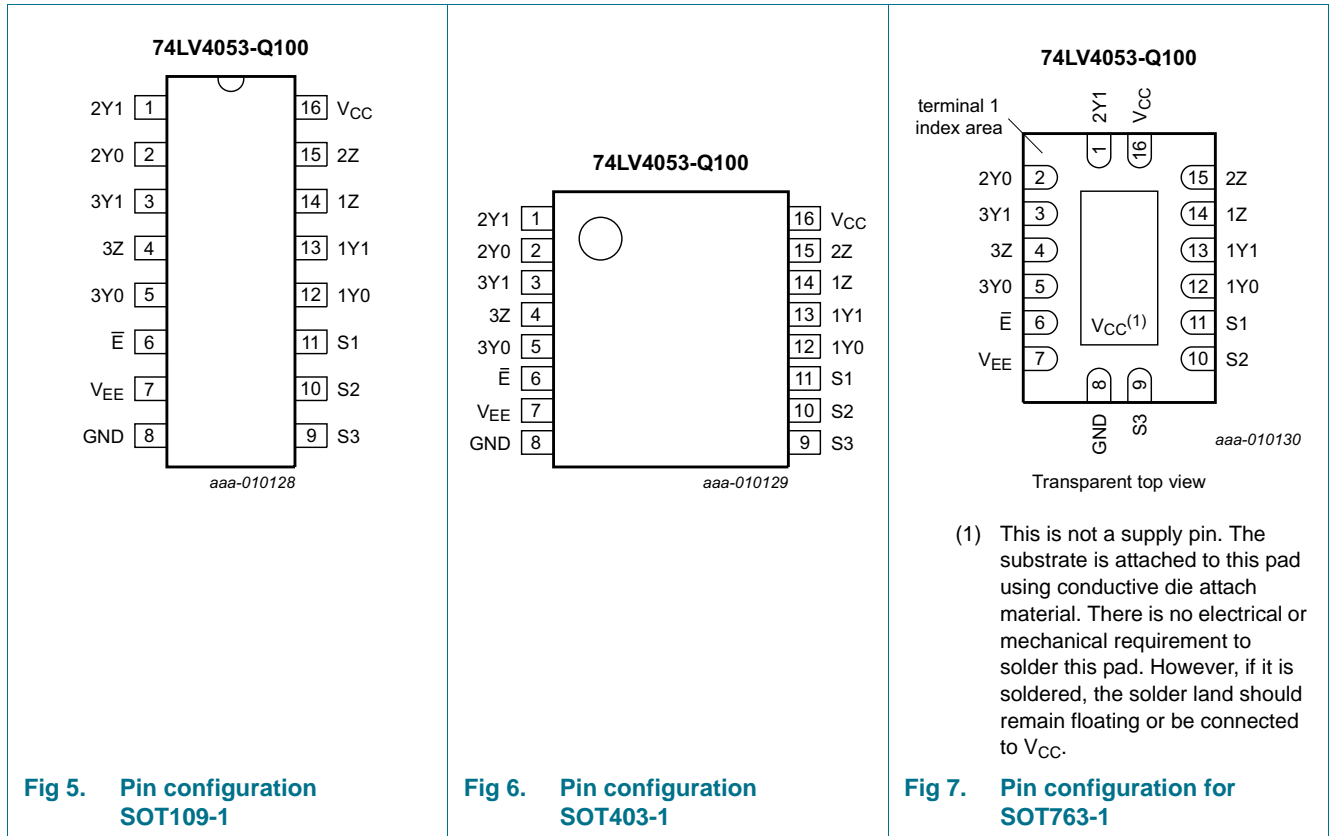 74LV4053-Q100
2Y1 1
2Y0 2
3Y1 3
3Z 4
3Y0 5
E̅ 6
VEE 7
GND 8
16 VCC
15 2Z
14 1Z
13 1Y1
12 1Y0
11 S1
10 S2
9 S3
aaa-010128
Fig 5. Pin configuration
SOT109-1
74LV4053-Q100
2Y1 1
2Y0 2
3Y1 3
3Z 4
3Y0 5
E̅ 6
VEE 7
GND 8
16 VCC
15 2Z
14 1Z
13 1Y1
12 1Y0
11 S1
10 S2
9 S3
aaa-010129
Fig 6. Pin configuration
SOT403-1
74LV4053-Q100
terminal 1
index area
2Y1 1
VCC 16
2Y0 2
3Y1 3
3Z 4
3Y0 5
E̅ 6
VEE 7
15 2Z
14 1Z
13 1Y1
12 1Y0
11 S1
10 S2
VCC(1)
GND 8
S3 9
aaa-010130
Transparent top view
(1) This is not a supply pin. The
substrate is attached to this pad
using conductive die attach
material. There is no electrical or
mechanical requirement to
solder this pad. However, if it is
soldered, the solder land should
remain floating or be connected
to VCC.
Fig 7. Pin configuration for
SOT763-1